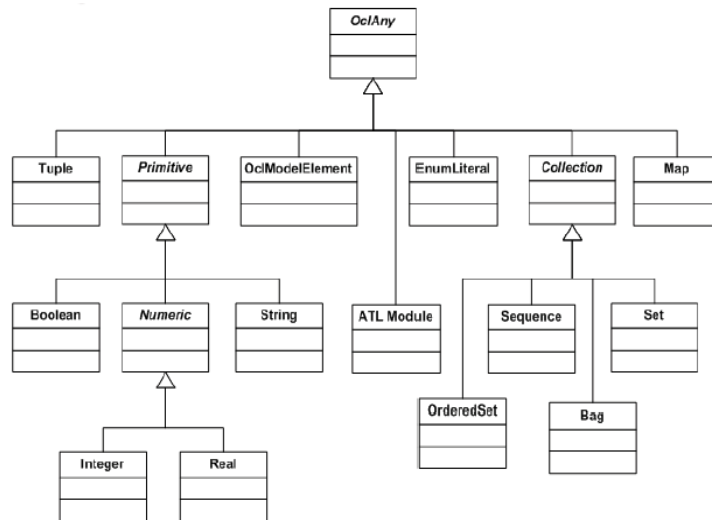 OclAny
Tuple
Primitive
OclModelElement
EnumLiteral
Collection
Map
Boolean
Numeric
String
ATL Module
Sequence
Set
OrderedSet
Bag
Integer
Real